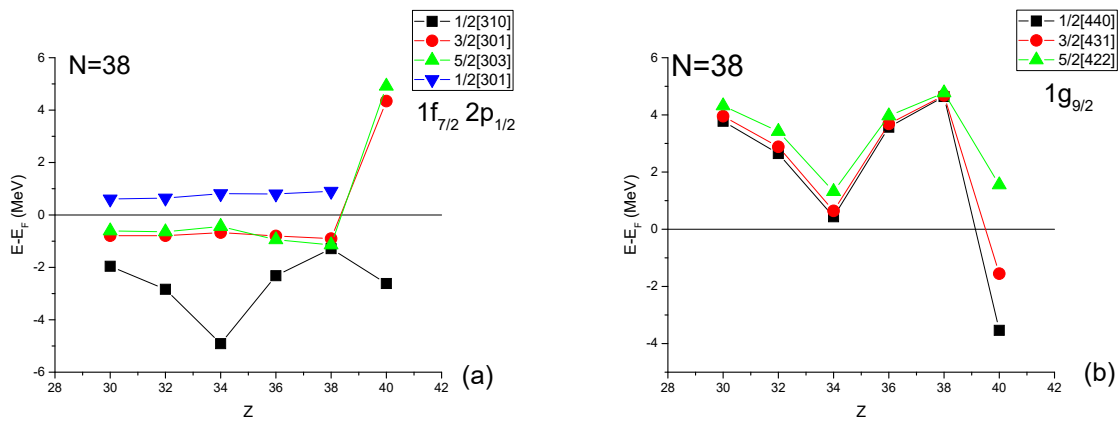 1/2[310]
3/2[301]
5/2[303]
1/2[301]
N=38
1f7/2 2p1/2
6
4
2
0
-2
-4
-6
E-EF (MeV)
28 30 32 34 36 38 40 42
Z
(a)
1/2[440]
3/2[431]
5/2[422]
N=38
1g9/2
6
4
2
0
-2
-4
E-EF (MeV)
28 30 32 34 36 38 40 42
Z
(b)